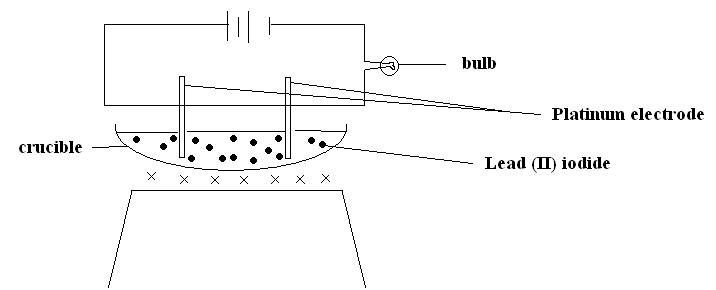 bulb
Platinum electrode
crucible
Lead (II) iodide